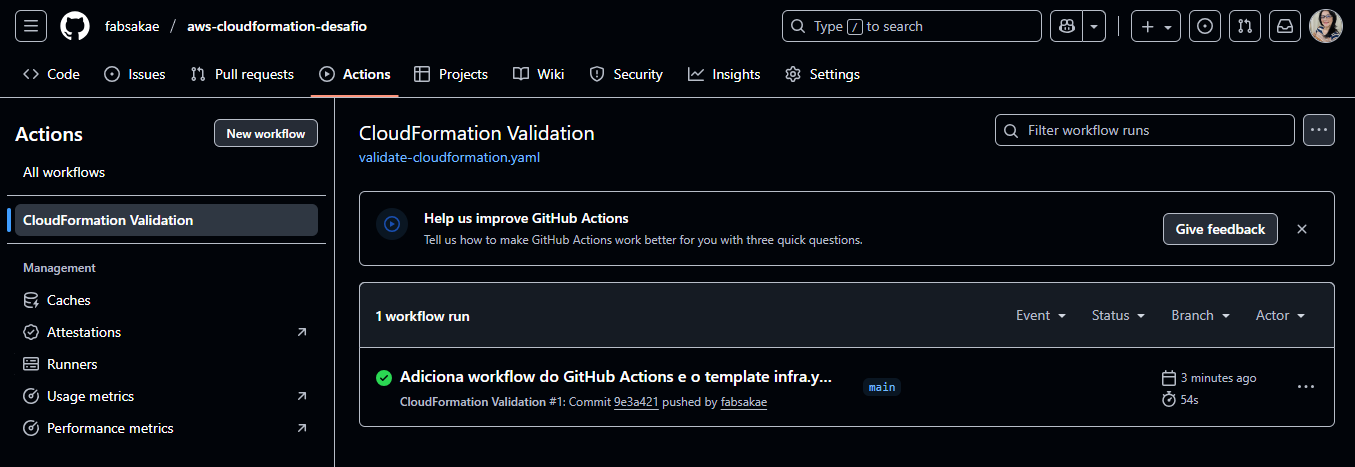 fabsakae / aws-cloudformation-desafio
Type / to search
Code Issues Pull requests Actions Projects Wiki Security Insights Settings
Actions
New workflow
All workflows
CloudFormation Validation
Management
Caches
Attestations
Runners
Usage metrics
Performance metrics
CloudFormation Validation
validate-cloudformation.yaml
Filter workflow runs
Help us improve GitHub Actions
Tell us how to make GitHub Actions work better for you with three quick questions.
Give feedback
1 workflow run
Event Status Branch Actor
Adiciona workflow do GitHub Actions e o template infra.y...
CloudFormation Validation #1: Commit 9e3a421 pushed by fabsakae
main
3 minutes ago
54s